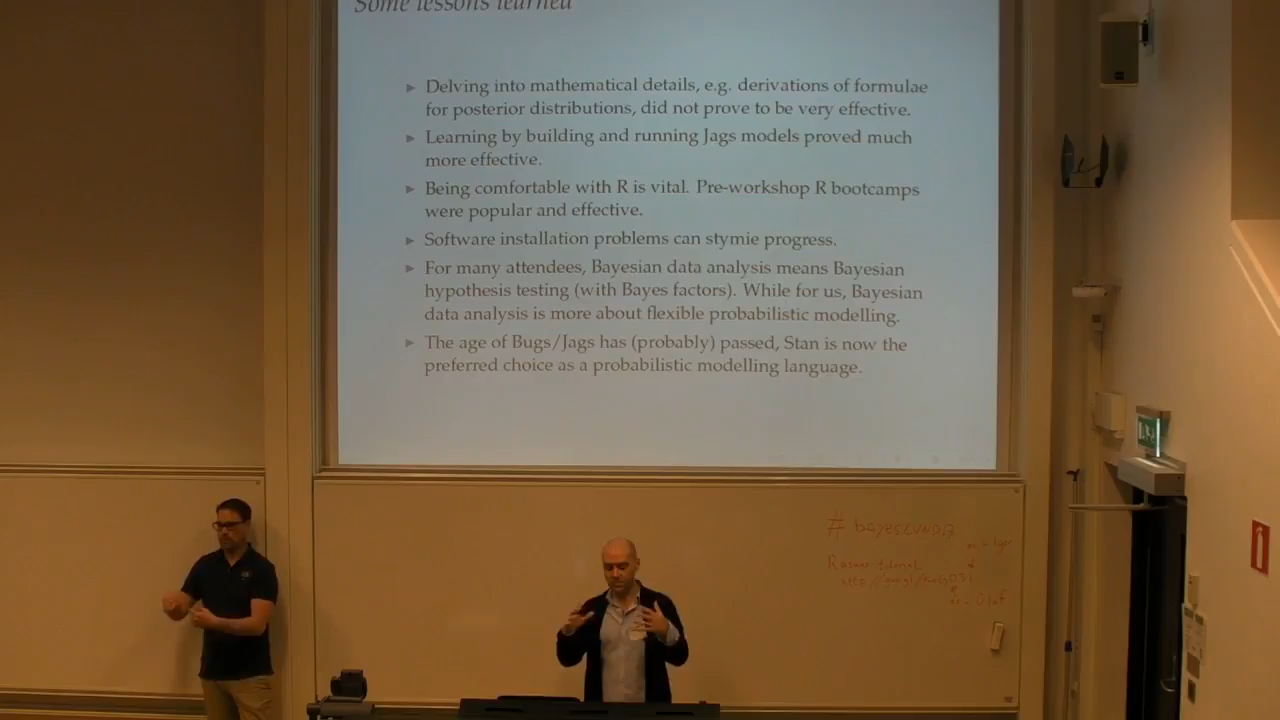 Some lessons learned
▸ Delving into mathematical details, e.g. derivations of formulae
for posterior distributions, did not prove to be very effective.
▸ Learning by building and running Jags models proved much
more effective.
▸ Being comfortable with R is vital. Pre-workshop R bootcamps
were popular and effective.
▸ Software installation problems can stymie progress.
▸ For many attendees, Bayesian data analysis means Bayesian
hypothesis testing (with Bayes factors). While for us, Bayesian
data analysis is more about flexible probabilistic modelling.
▸ The age of Bugs/Jags has (probably) passed, Stan is now the
preferred choice as a probabilistic modelling language.
# bayesLUND17